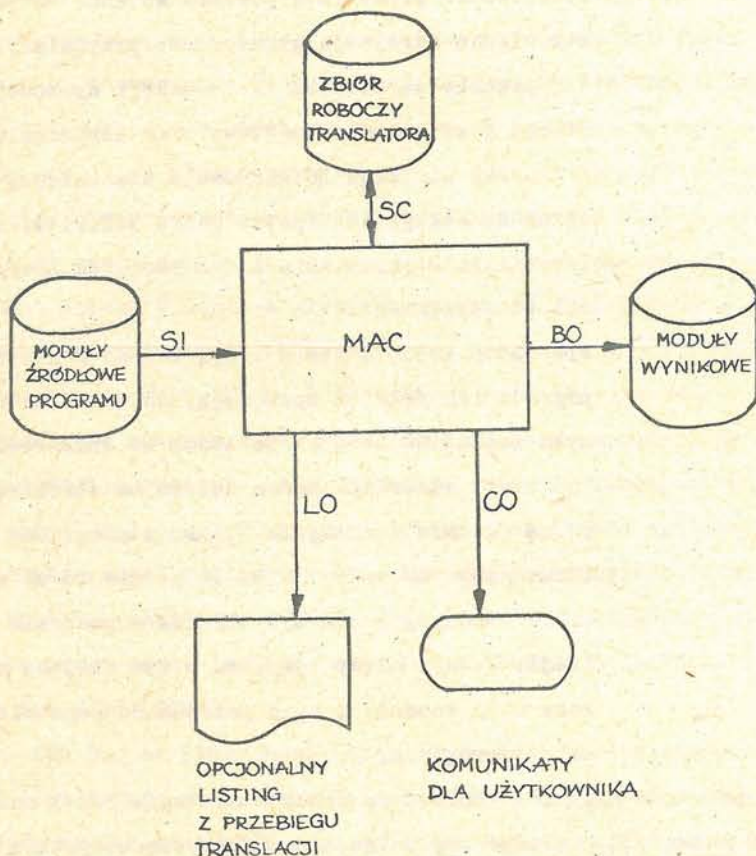 ZBIÓR
ROBOCZY
TRANSLATORA
SC
MODUŁY
ŹRÓDŁOWE
PROGRAMU
SI
MAC
BO
MODUŁY
WYNIKOWE
LO
CO
OPCJONALNY
LISTING
Z PRZEBIEGU
TRANSLACJI
KOMUNIKATY
DLA UŻYTKOWNIKA